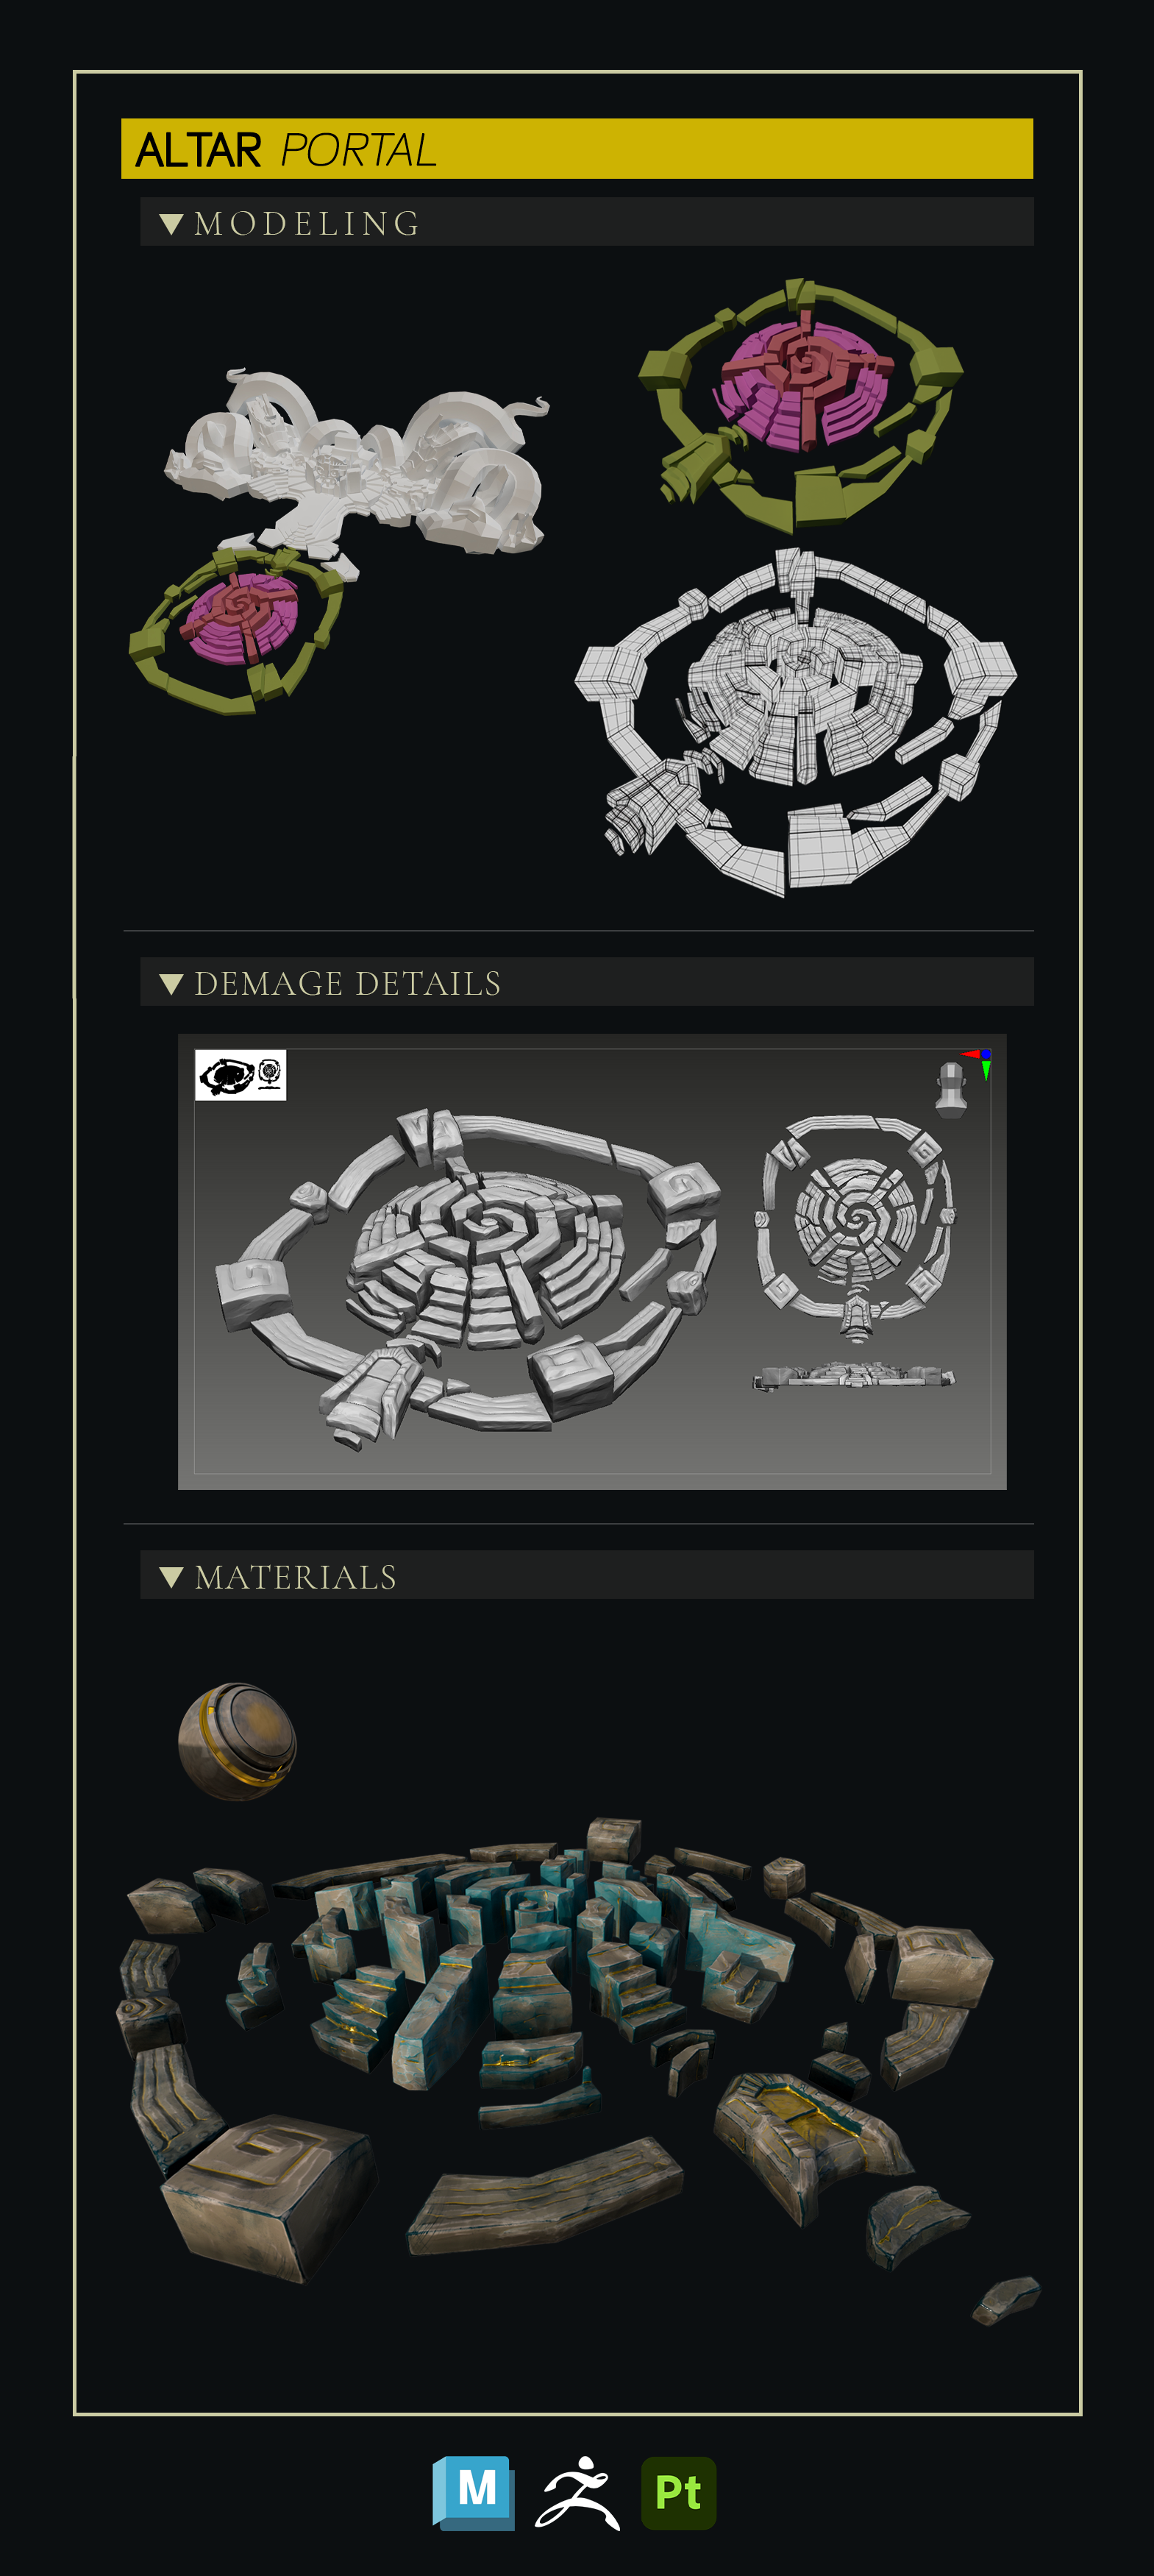 ALTAR PORTAL
▼ MODELING
▼ DEMAGE DETAILS
▼ MATERIALS
M
Pt